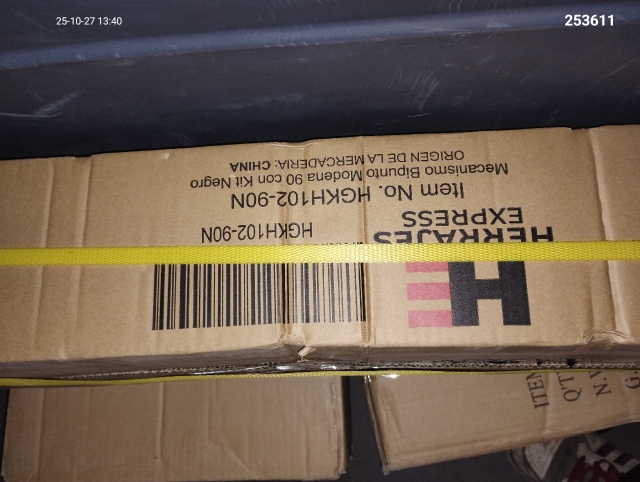 25-10-27 13:40
253611
HERRAJES
EXPRESS
Item No. HGKH102-90N
Mecanismo Bipunto Modena 90 con Kit Negro
ORIGEN DE LA MERCADERIA: CHINA
HGKH102-90N
ITEM
Q'T
N.
G.